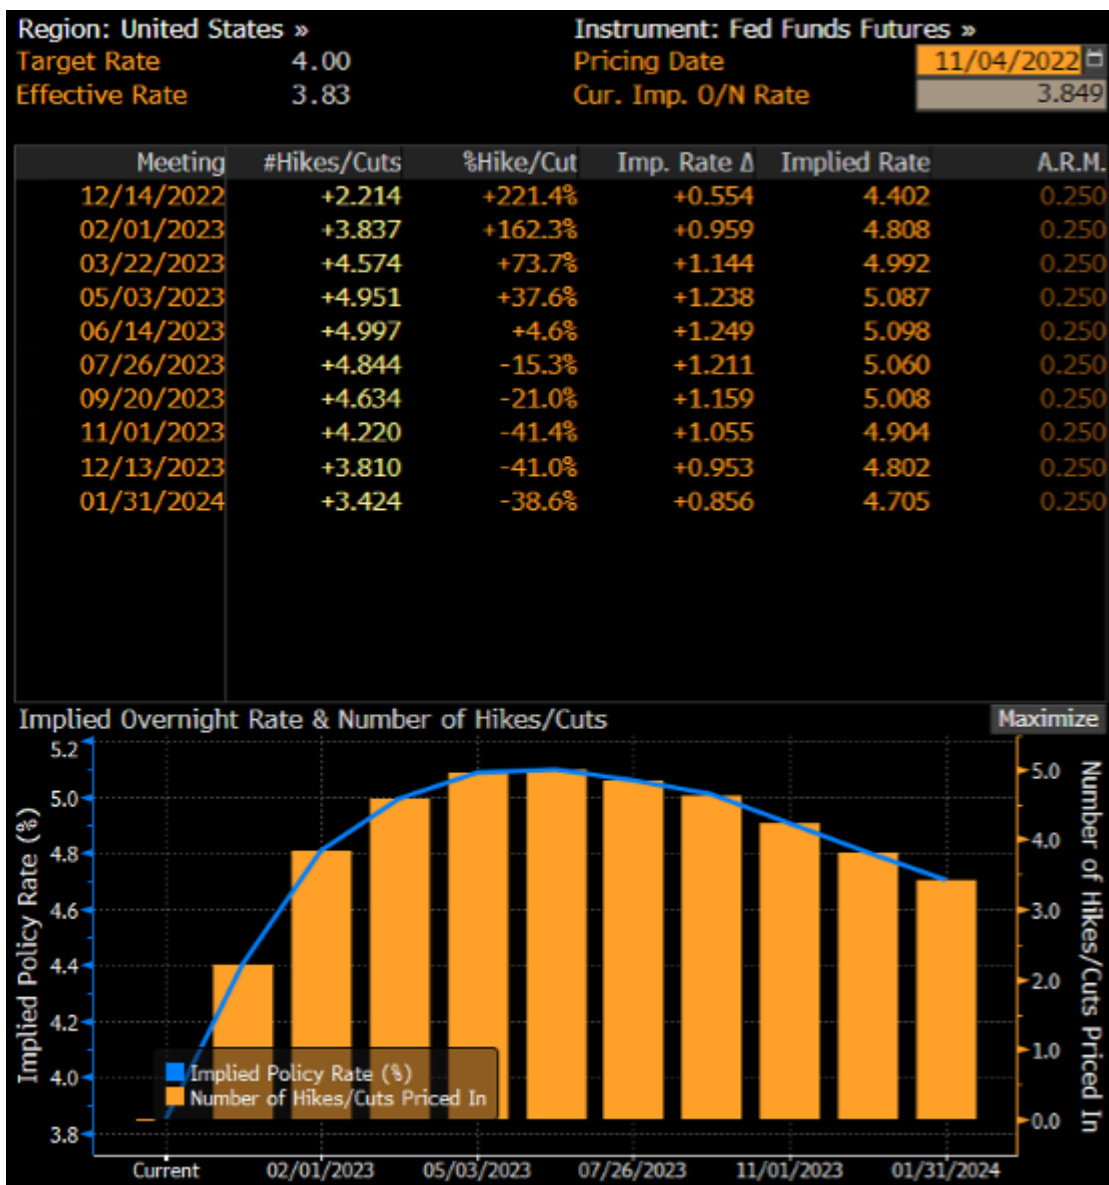 Region: United States » Instrument: Fed Funds Futures »
Target Rate 4.00 Pricing Date 11/04/2022
Effective Rate 3.83 Cur. Imp. O/N Rate 3.849
Meeting #Hikes/Cuts %Hike/Cut Imp. Rate Δ Implied Rate A.R.M.
12/14/2022 +2.214 +221.4% +0.554 4.402 0.250
02/01/2023 +3.837 +162.3% +0.959 4.808 0.250
03/22/2023 +4.574 +73.7% +1.144 4.992 0.250
05/03/2023 +4.951 +37.6% +1.238 5.087 0.250
06/14/2023 +4.997 +4.6% +1.249 5.098 0.250
07/26/2023 +4.844 -15.3% +1.211 5.060 0.250
09/20/2023 +4.634 -21.0% +1.159 5.008 0.250
11/01/2023 +4.220 -41.4% +1.055 4.904 0.250
12/13/2023 +3.810 -41.0% +0.953 4.802 0.250
01/31/2024 +3.424 -38.6% +0.856 4.705 0.250
Implied Overnight Rate & Number of Hikes/Cuts Maximize
Implied Policy Rate (%)
5.2
5.0
4.8
4.6
4.4
4.2
4.0
3.8
Implied Policy Rate (%)
Number of Hikes/Cuts Priced In
5.0
4.0
3.0
2.0
1.0
0.0
Number of Hikes/Cuts Priced In
Current 02/01/2023 05/03/2023 07/26/2023 11/01/2023 01/31/2024